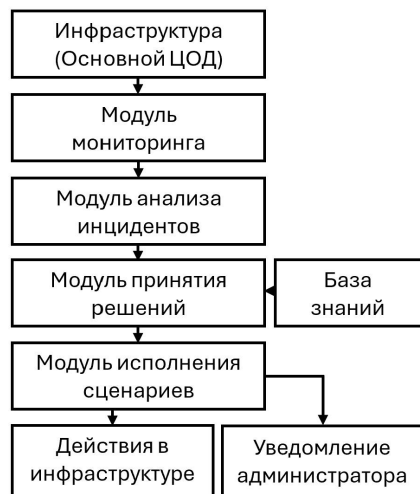 Инфраструктура
(Основной ЦОД)
Модуль
мониторинга
Модуль анализа
инцидентов
Модуль принятия
решений
База
знаний
Модуль исполнения
сценариев
Действия в
инфраструктуре
Уведомление
администратора